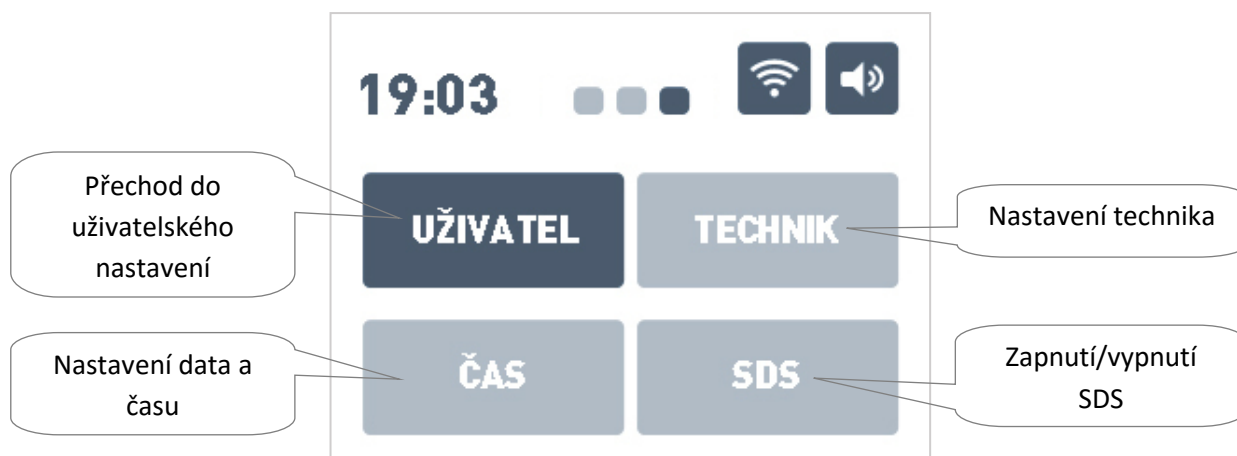 19:03
Přechod do
uživatelského
nastavení
UŽIVATEL
TECHNIK
Nastavení technika
Nastavení data a
času
ČAS
SDS
Zapnutí/vypnutí
SDS